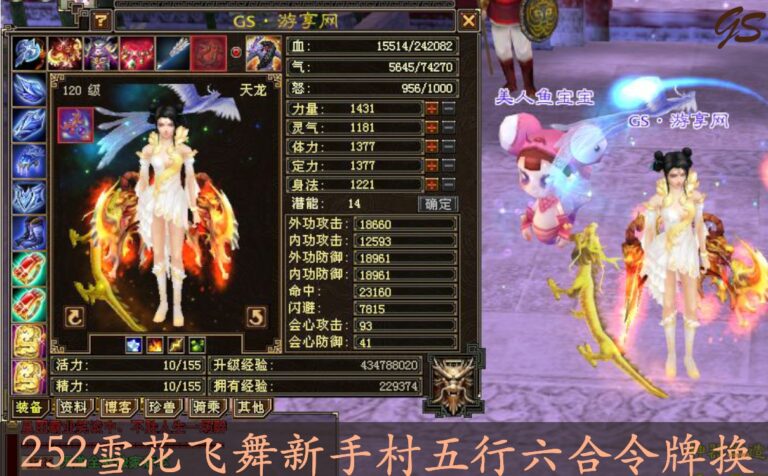 GS·游享网
GS
血: 15514/242082
气: 5645/74270
怒: 956/1000
120 级 天龙
力量: 1431
灵气: 1181
体力: 1377
定力: 1377
身法: 1221
潜能: 14 确定
外功攻击: 18660
内功攻击: 12593
外功防御: 18961
内功防御: 18961
命中: 23160
闪避: 7815
会心攻击: 93
会心防御: 41
活力: 10/155 升级经验: 434788020
精力: 10/155 拥有经验: 229374
装备 资料 博客 珍兽 骑乘 其他
美人鱼宝宝
GS·游享网
252雪花飞舞新手村五行六合令牌换